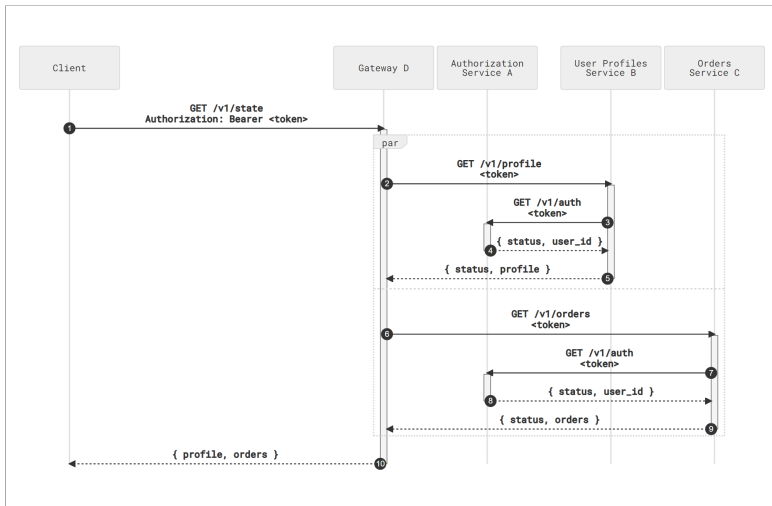 Client
Gateway D
Authorization
Service A
User Profiles
Service B
Orders
Service C
GET /v1/state
Authorization: Bearer <token>
1
par
GET /v1/profile
<token>
2
GET /v1/auth
<token>
3
{ status, user_id }
4
{ status, profile }
5
GET /v1/orders
<token>
6
GET /v1/auth
<token>
7
{ status, user_id }
8
{ status, orders }
9
{ profile, orders }
10